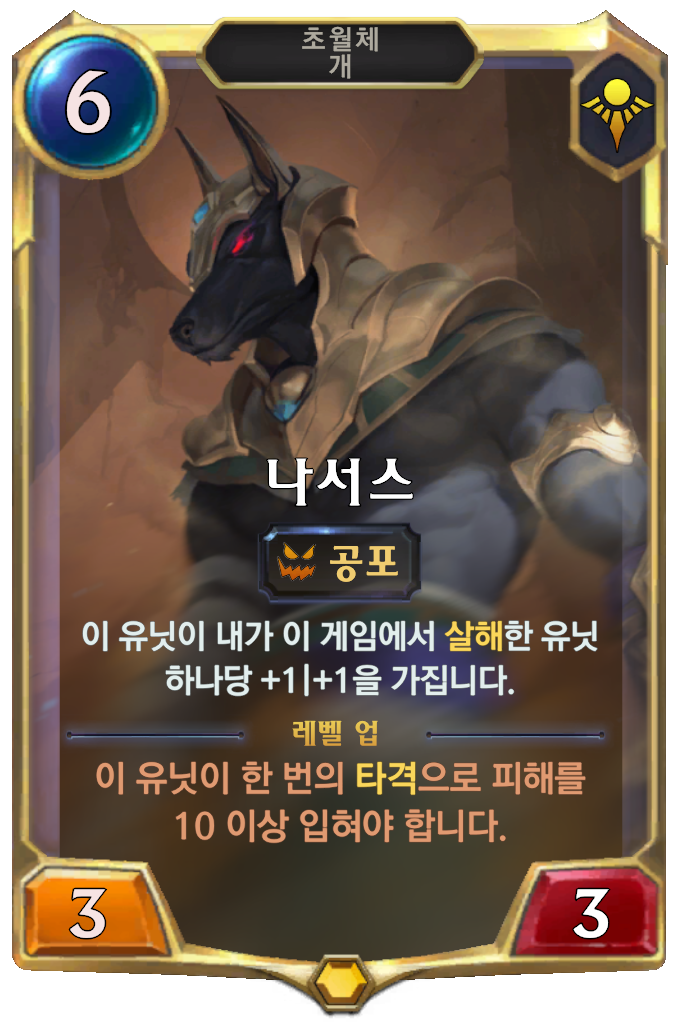 초월체
개
6
나서스
공포
이 유닛이 내가 이 게임에서 살해한 유닛
하나당 +1|+1을 가집니다.
레벨 업
이 유닛이 한 번의 타격으로 피해를
10 이상 입혀야 합니다.
3
3